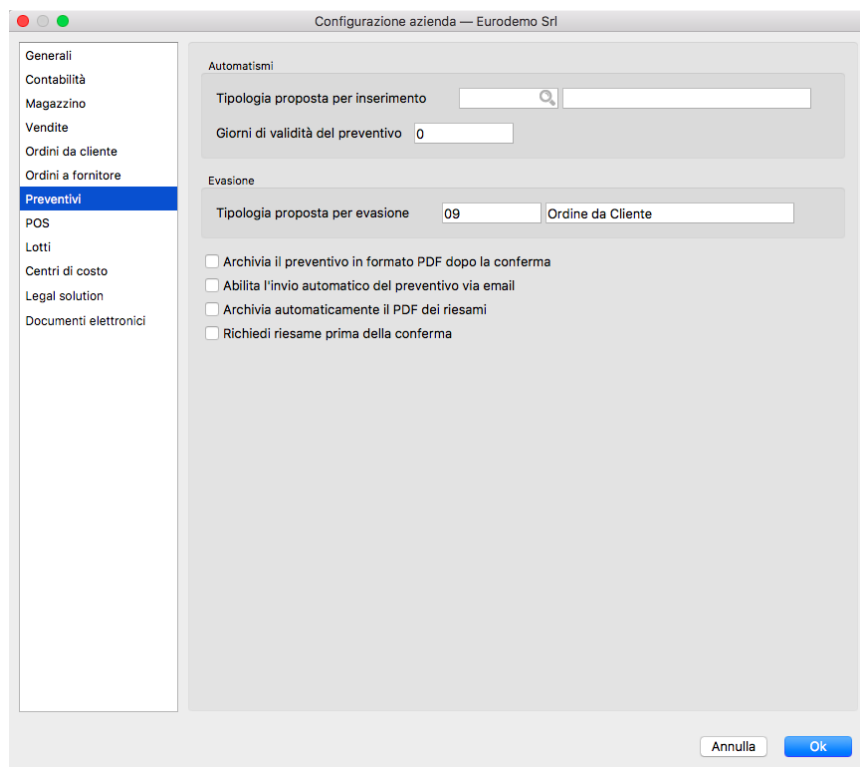 Configurazione azienda — Eurodemo Srl
Generali
Contabilità
Magazzino
Vendite
Ordini da cliente
Ordini a fornitore
Preventivi
POS
Lotti
Centri di costo
Legal solution
Documenti elettronici
Automatismi
Tipologia proposta per inserimento
Giorni di validità del preventivo 0
Evasione
Tipologia proposta per evasione 09 Ordine da Cliente
Archivia il preventivo in formato PDF dopo la conferma
Abilita l'invio automatico del preventivo via email
Archivia automaticamente il PDF dei riesami
Richiedi riesame prima della conferma
Annulla Ok